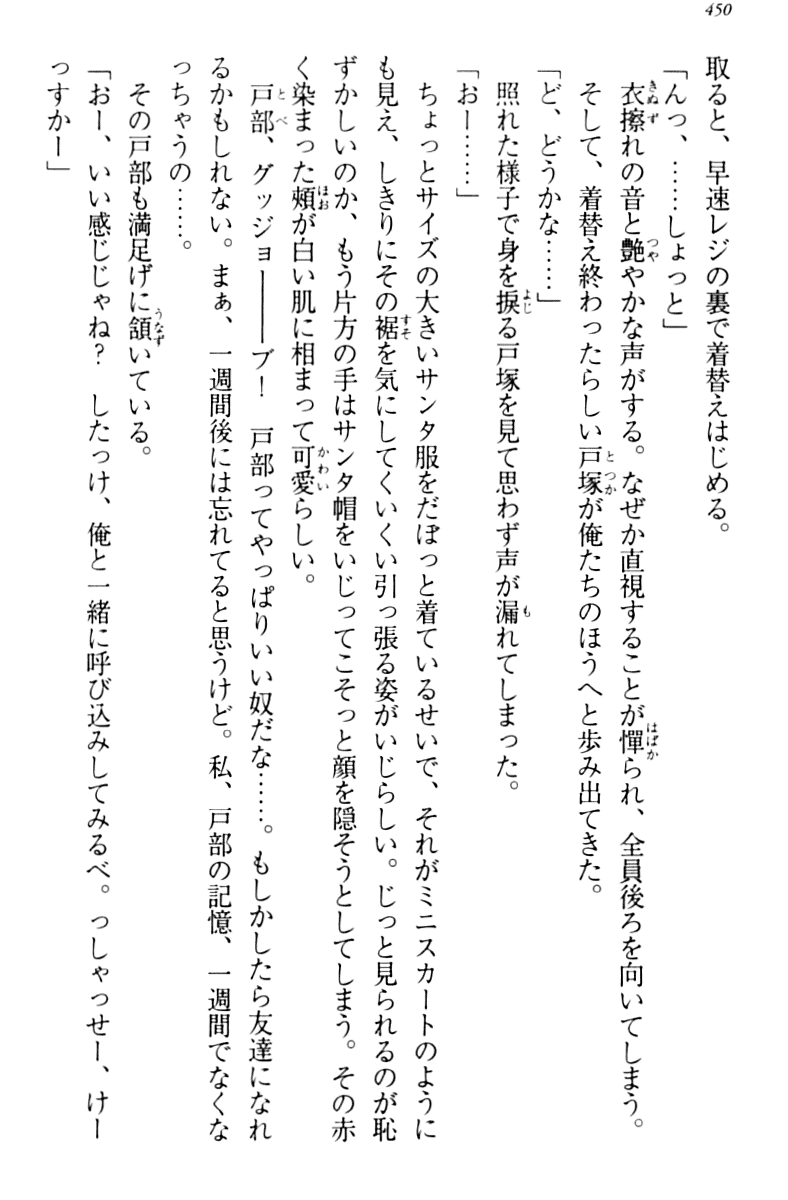 450
取ると、早速レジの裏で着替えはじめる。
「んっ、……しょっと」
衣擦れの音と艶やかな声がする。なぜか直視することが憚られ、全員後ろを向いてしまう。
そして、着替え終わったらしい戸塚が俺たちのほうへと歩み出てきた。
「ど、どうかな……」
照れた様子で身を捩る戸塚を見て思わず声が漏れてしまった。
「おー……」
ちょっとサイズの大きいサンタ服をだぼっと着ているせいで、それがミニスカートのように
も見え、しきりにその裾を気にしてくいくい引っ張る姿がいじらしい。じっと見られるのが恥
ずかしいのか、もう片方の手はサンタ帽をいじってこそっと顔を隠そうとしてしまう。その赤
く染まった頰が白い肌に相まって可愛らしい。
戸部、グッジョ――ブ！　戸部ってやっぱりいい奴だな……。もしかしたら友達になれ
るかもしれない。まぁ、一週間後には忘れてると思うけど。私、戸部の記憶、一週間でなくな
っちゃうの……。
その戸部も満足げに頷いている。
「おー、いい感じじゃね？　したっけ、俺と一緒に呼び込みしてみるべ。っしゃっせー、けー
っすかー」